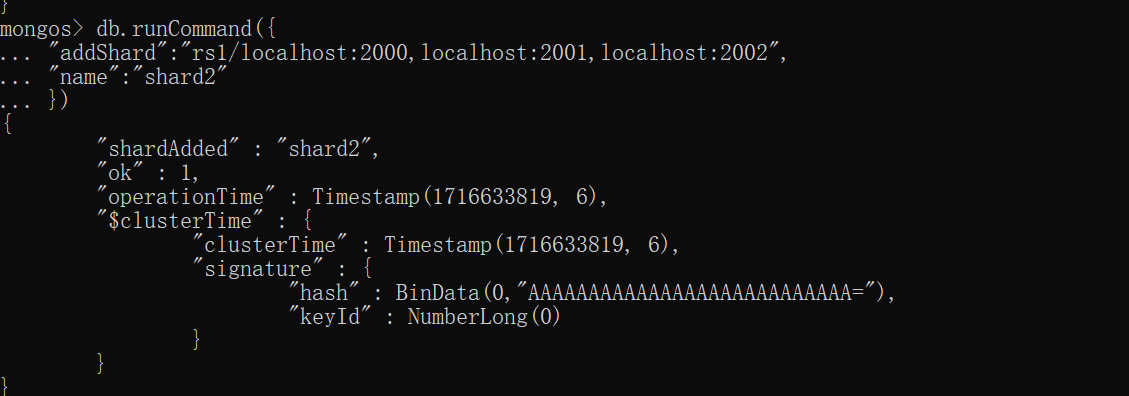 }
mongos> db.runCommand({
... "addShard":"rs1/localhost:2000,localhost:2001,localhost:2002",
... "name":"shard2"
... })
{
        "shardAdded" : "shard2",
        "ok" : 1,
        "operationTime" : Timestamp(1716633819, 6),
        "$clusterTime" : {
                "clusterTime" : Timestamp(1716633819, 6),
                "signature" : {
                        "hash" : BinData(0,"AAAAAAAAAAAAAAAAAAAAAAAAAAA="),
                        "keyId" : NumberLong(0)
                }
        }
}